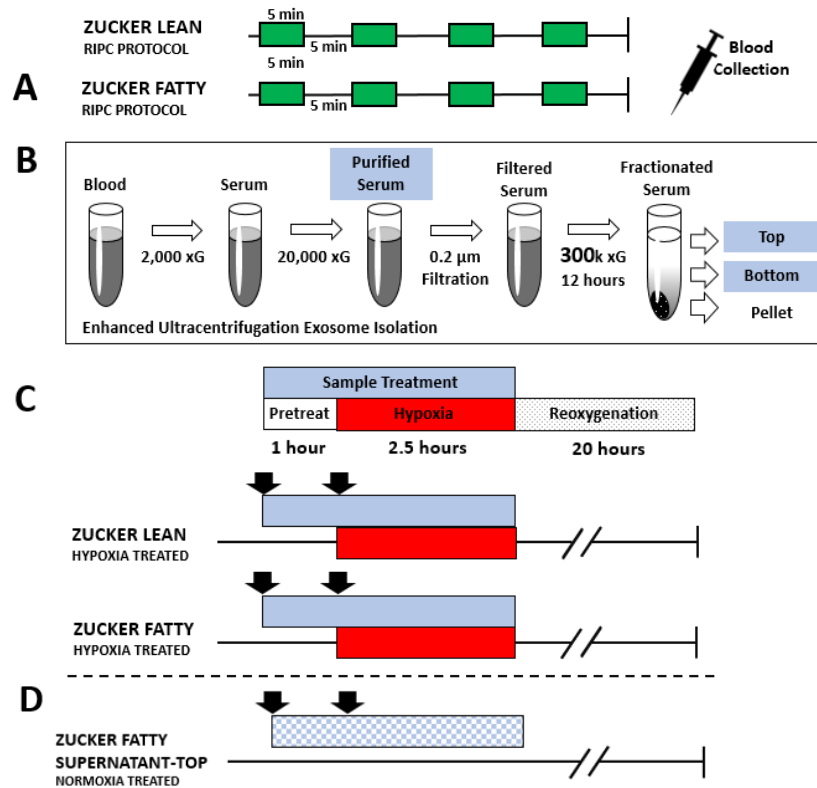 A
ZUCKER LEAN
RIPC PROTOCOL
5 min
5 min
ZUCKER FATTY
RIPC PROTOCOL
5 min
5 min
Blood
Collection
B
Blood
2,000 xG
Serum
20,000 xG
Purified
Serum
0.2 µm
Filtration
Filtered
Serum
300k xG
12 hours
Fractionated
Serum
Top
Bottom
Pellet
Enhanced Ultracentrifugation Exosome Isolation
C
Sample Treatment
Pretreat
Hypoxia
Reoxygenation
1 hour
2.5 hours
20 hours
ZUCKER LEAN
HYPOXIA TREATED
ZUCKER FATTY
HYPOXIA TREATED
D
ZUCKER FATTY
SUPERNATANT-TOP
NORMOXIA TREATED